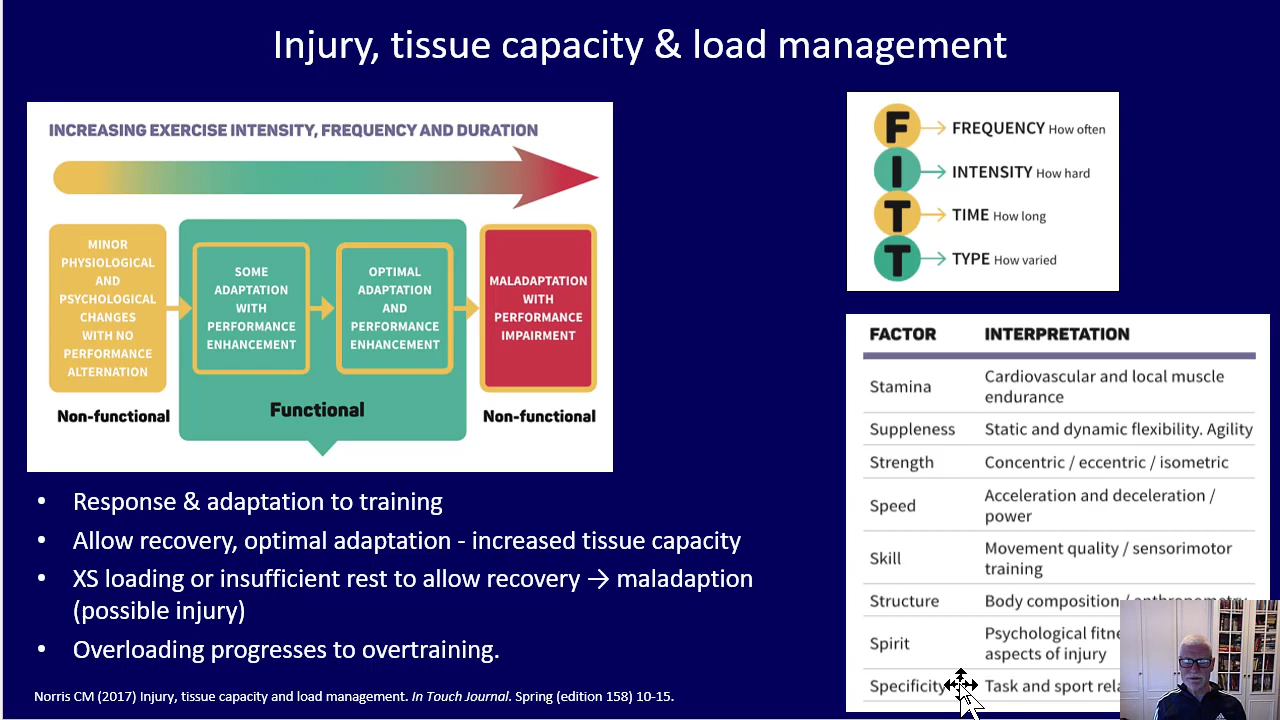 Injury, tissue capacity & load management
INCREASING EXERCISE INTENSITY, FREQUENCY AND DURATION
MINOR
PHYSIOLOGICAL
AND
PSYCHOLOGICAL
CHANGES
WITH NO
PERFORMANCE
ALTERNATION
Non-functional
SOME
ADAPTATION
WITH
PERFORMANCE
ENHANCEMENT
OPTIMAL
ADAPTATION
AND
PERFORMANCE
ENHANCEMENT
Functional
MALADAPTATION
WITH
PERFORMANCE
IMPAIRMENT
Non-functional
• Response & adaptation to training
• Allow recovery, optimal adaptation - increased tissue capacity
• XS loading or insufficient rest to allow recovery → maladaption
(possible injury)
• Overloading progresses to overtraining.
Norris CM (2017) Injury, tissue capacity and load management. In Touch Journal. Spring (edition 158) 10-15.
F FREQUENCY How often
I INTENSITY How hard
T TIME How long
T TYPE How varied
FACTOR INTERPRETATION
Stamina Cardiovascular and local muscle
endurance
Suppleness Static and dynamic flexibility. Agility
Strength Concentric / eccentric / isometric
Speed Acceleration and deceleration /
power
Skill Movement quality / sensorimotor
training
Structure Body composition /
Spirit Psychological
aspects of injury
Specificity Task and sport